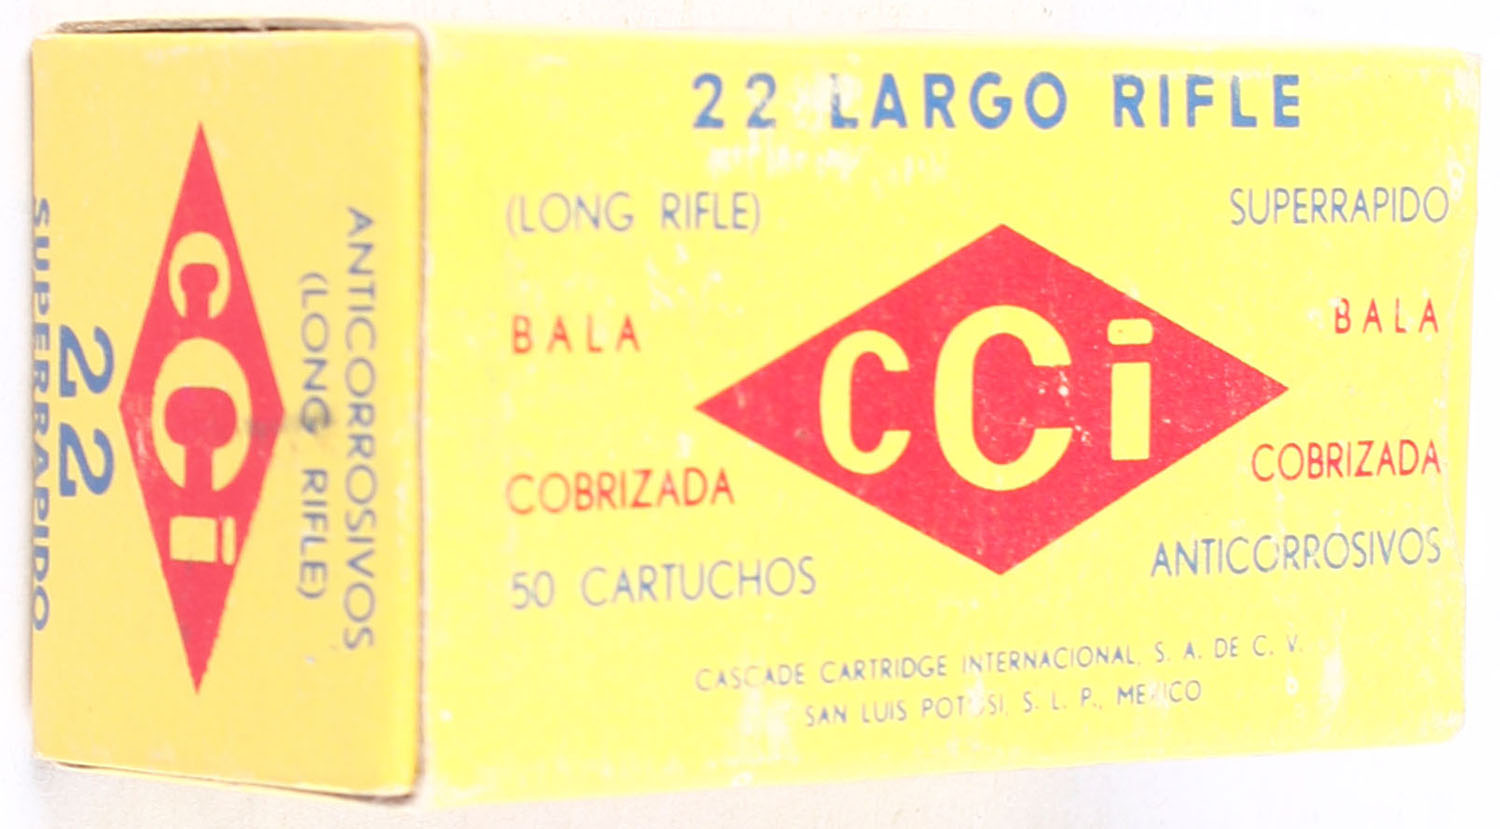 22 LARGO RIFLE
(LONG RIFLE)
BALA
COBRIZADA
50 CARTUCHOS
CCi
SUPERRAPIDO
BALA
COBRIZADA
ANTICORROSIVOS
CASCADE CARTRIDGE INTERNACIONAL, S. A. DE C. V.
SAN LUIS POTOSI, S. L. P., MEXICO
ANTICORROSIVOS
(LONG RIFLE)
CCi
22
SUPERRAPIDO